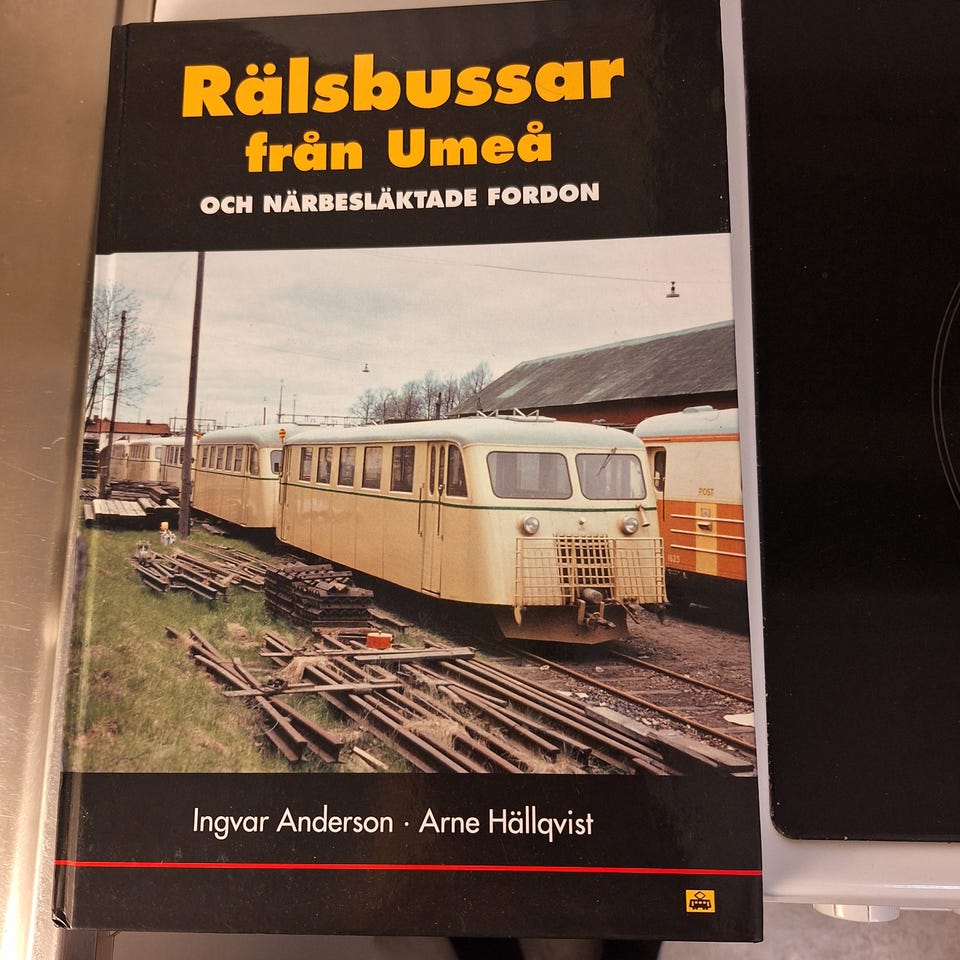 Rälsbussar
från Umeå
OCH NÄRBESLÄKTADE FORDON
POST
Ingvar Anderson · Arne Hällqvist